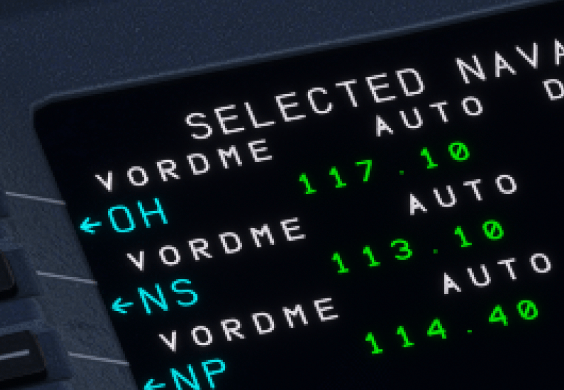 SELECTED NAVA
VORDME AUTO D
←OH 117.10
VORDME AUTO
←NS 113.10
VORDME AUTO
←NP 114.40